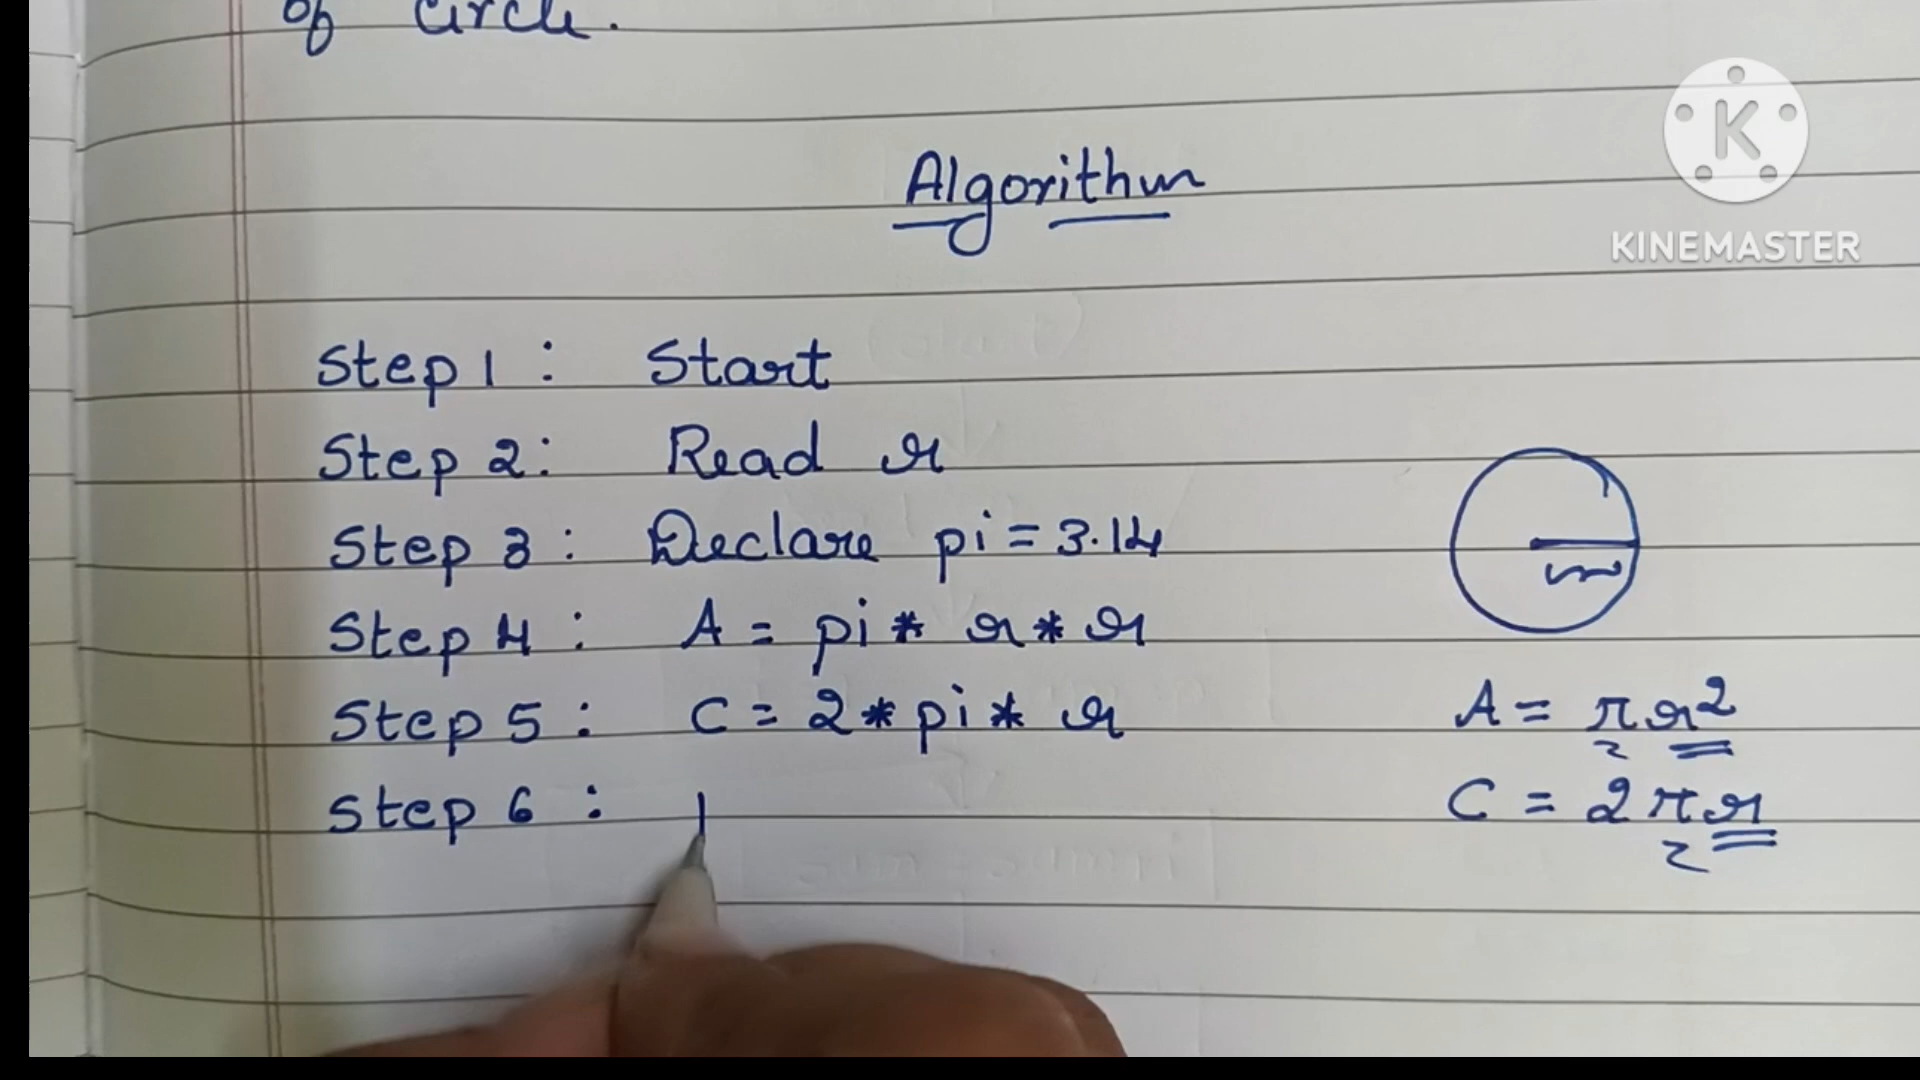 of circle.
Algorithm
Step 1 : Start
Step 2 : Read r
Step 3 : Declare pi = 3.14
Step 4 : A = pi * r * r
Step 5 : C = 2 * pi * r
Step 6 :
r
A = πr²
C = 2πr
K
KINEMASTER